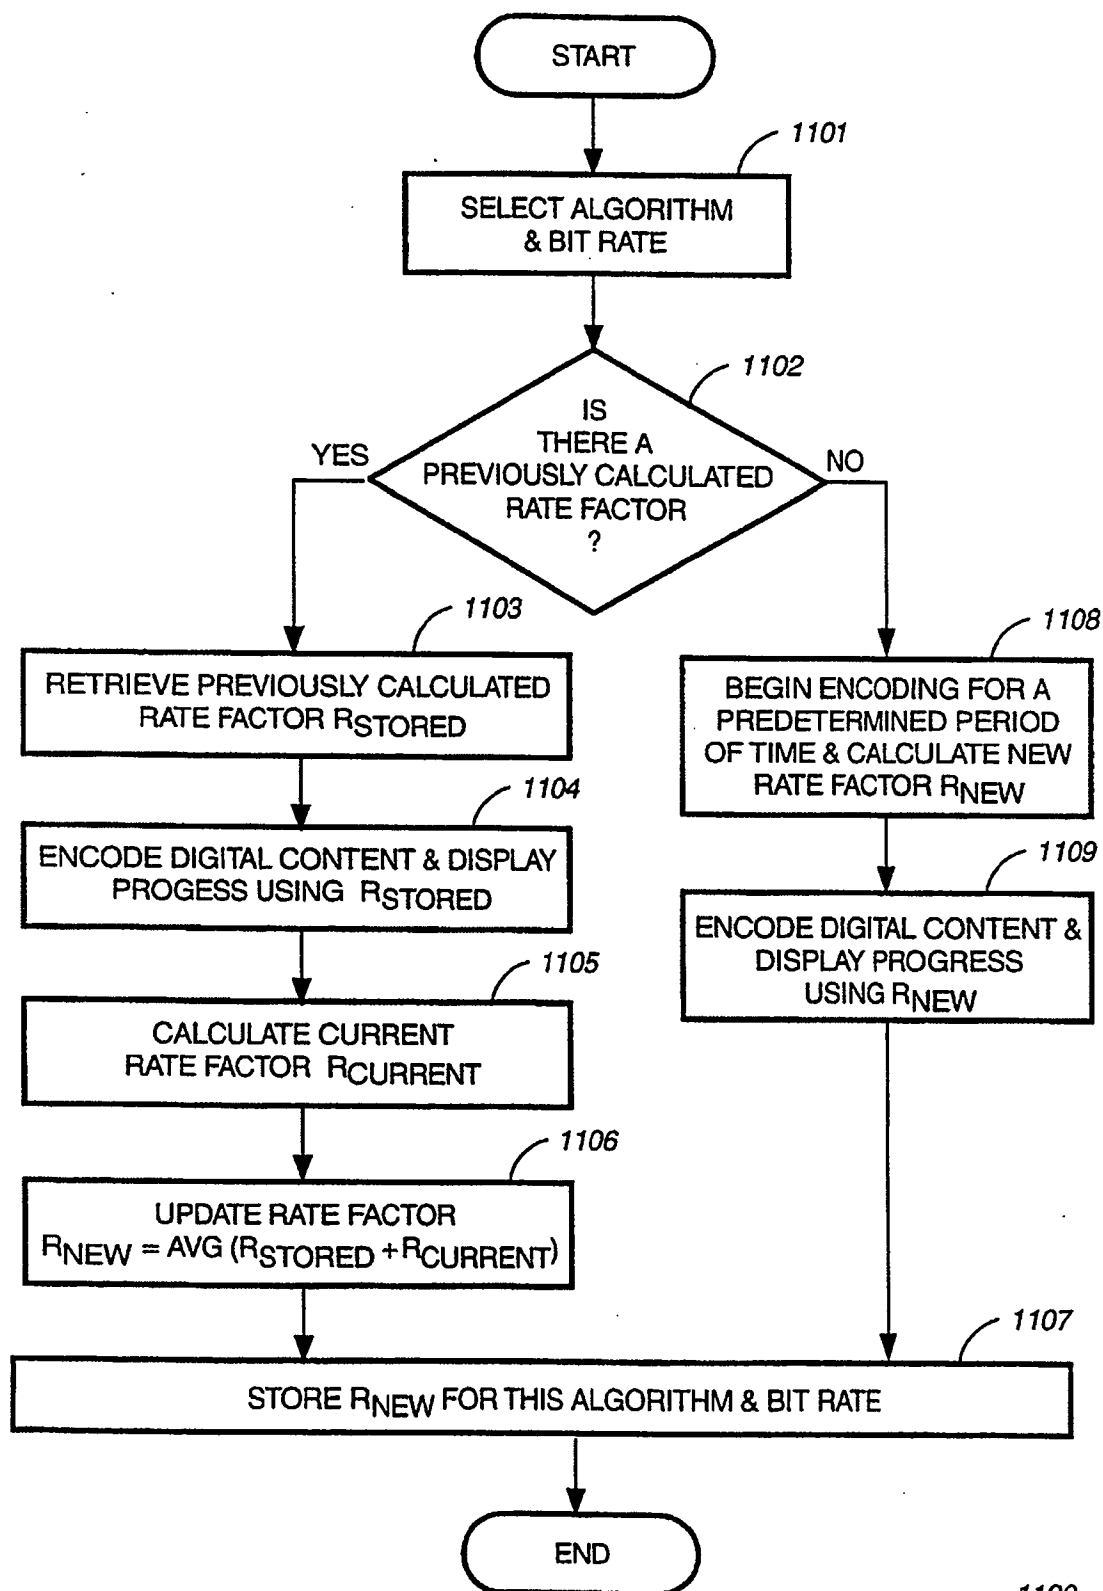 START
1101
SELECT ALGORITHM
& BIT RATE
1102
IS
THERE A
PREVIOUSLY CALCULATED
RATE FACTOR
?
YES
NO
1103
RETRIEVE PREVIOUSLY CALCULATED
RATE FACTOR RSTORED
1104
ENCODE DIGITAL CONTENT & DISPLAY
PROGESS USING RSTORED
1105
CALCULATE CURRENT
RATE FACTOR RCURRENT
1106
UPDATE RATE FACTOR
RNEW = AVG (RSTORED + RCURRENT)
1108
BEGIN ENCODING FOR A
PREDETERMINED PERIOD
OF TIME & CALCULATE NEW
RATE FACTOR RNEW
1109
ENCODE DIGITAL CONTENT &
DISPLAY PROGRESS
USING RNEW
1107
STORE RNEW FOR THIS ALGORITHM & BIT RATE
END